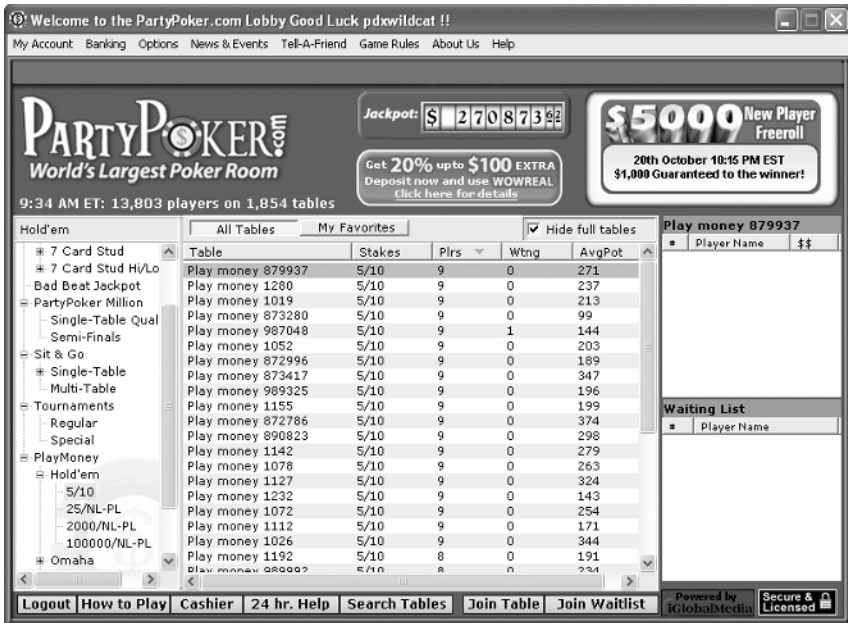 Welcome to the PartyPoker.com Lobby Good Luck pdxwildcat !!
My Account Banking Options News & Events Tell-A-Friend Game Rules About Us Help
PARTYPOKER.com
World's Largest Poker Room
9:34 AM ET: 13,803 players on 1,854 tables
Jackpot: $ 270873 62
Get 20% upto $100 EXTRA
Deposit now and use WOWREAL
Click here for details
$5000 New Player
Freeroll
20th October 10:15 PM EST
$1,000 Guaranteed to the winner!
Hold'em
7 Card Stud
7 Card Stud Hi/Lo
Bad Beat Jackpot
PartyPoker Million
Single-Table Qual
Semi-Finals
Sit & Go
Single-Table
Multi-Table
Tournaments
Regular
Special
PlayMoney
Hold'em
5/10
25/NL-PL
2000/NL-PL
100000/NL-PL
Omaha
All Tables My Favorites Hide full tables
Table Stakes Plrs Wtng AvgPot
Play money 879937 5/10 9 0 271
Play money 1280 5/10 9 0 237
Play money 1019 5/10 9 0 213
Play money 873280 5/10 9 0 99
Play money 987048 5/10 9 1 144
Play money 1052 5/10 9 0 203
Play money 872996 5/10 9 0 189
Play money 873417 5/10 9 0 347
Play money 989325 5/10 9 0 196
Play money 1155 5/10 9 0 199
Play money 872786 5/10 9 0 374
Play money 890823 5/10 9 0 298
Play money 1142 5/10 9 0 279
Play money 1078 5/10 9 0 263
Play money 1127 5/10 9 0 324
Play money 1232 5/10 9 0 143
Play money 1072 5/10 9 0 254
Play money 1112 5/10 9 0 171
Play money 1026 5/10 9 0 344
Play money 1192 5/10 8 0 191
Play money 989992 5/10 8 0 234
Play money 879937
# Player Name $$
Waiting List
# Player Name
Logout How to Play Cashier 24 hr. Help Search Tables Join Table Join Waitlist
Powered by
iGlobalMedia
Secure &
Licensed